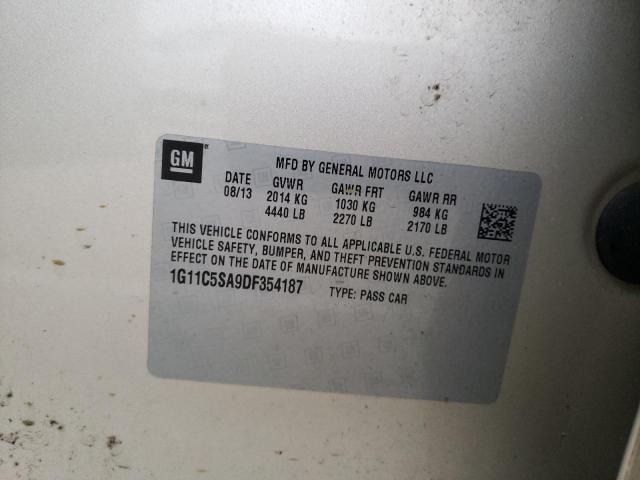 GM
MFD BY GENERAL MOTORS LLC
DATE GVWR GAWR FRT GAWR RR
08/13 2014 KG 1030 KG 984 KG
4440 LB 2270 LB 2170 LB
THIS VEHICLE CONFORMS TO ALL APPLICABLE U.S. FEDERAL MOTOR
VEHICLE SAFETY, BUMPER, AND THEFT PREVENTION STANDARDS IN
EFFECT ON THE DATE OF MANUFACTURE SHOWN ABOVE.
1G11C5SA9DF354187 TYPE: PASS CAR